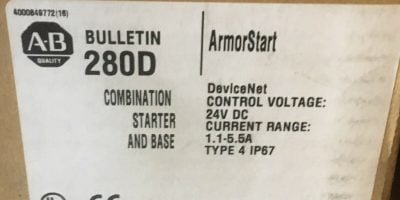 4000849772(16)
A-B
QUALITY
BULLETIN
280D
ArmorStart
COMBINATION
STARTER
AND BASE
DeviceNet
CONTROL VOLTAGE:
24V DC
CURRENT RANGE:
1.1-5.5A
TYPE 4 IP67